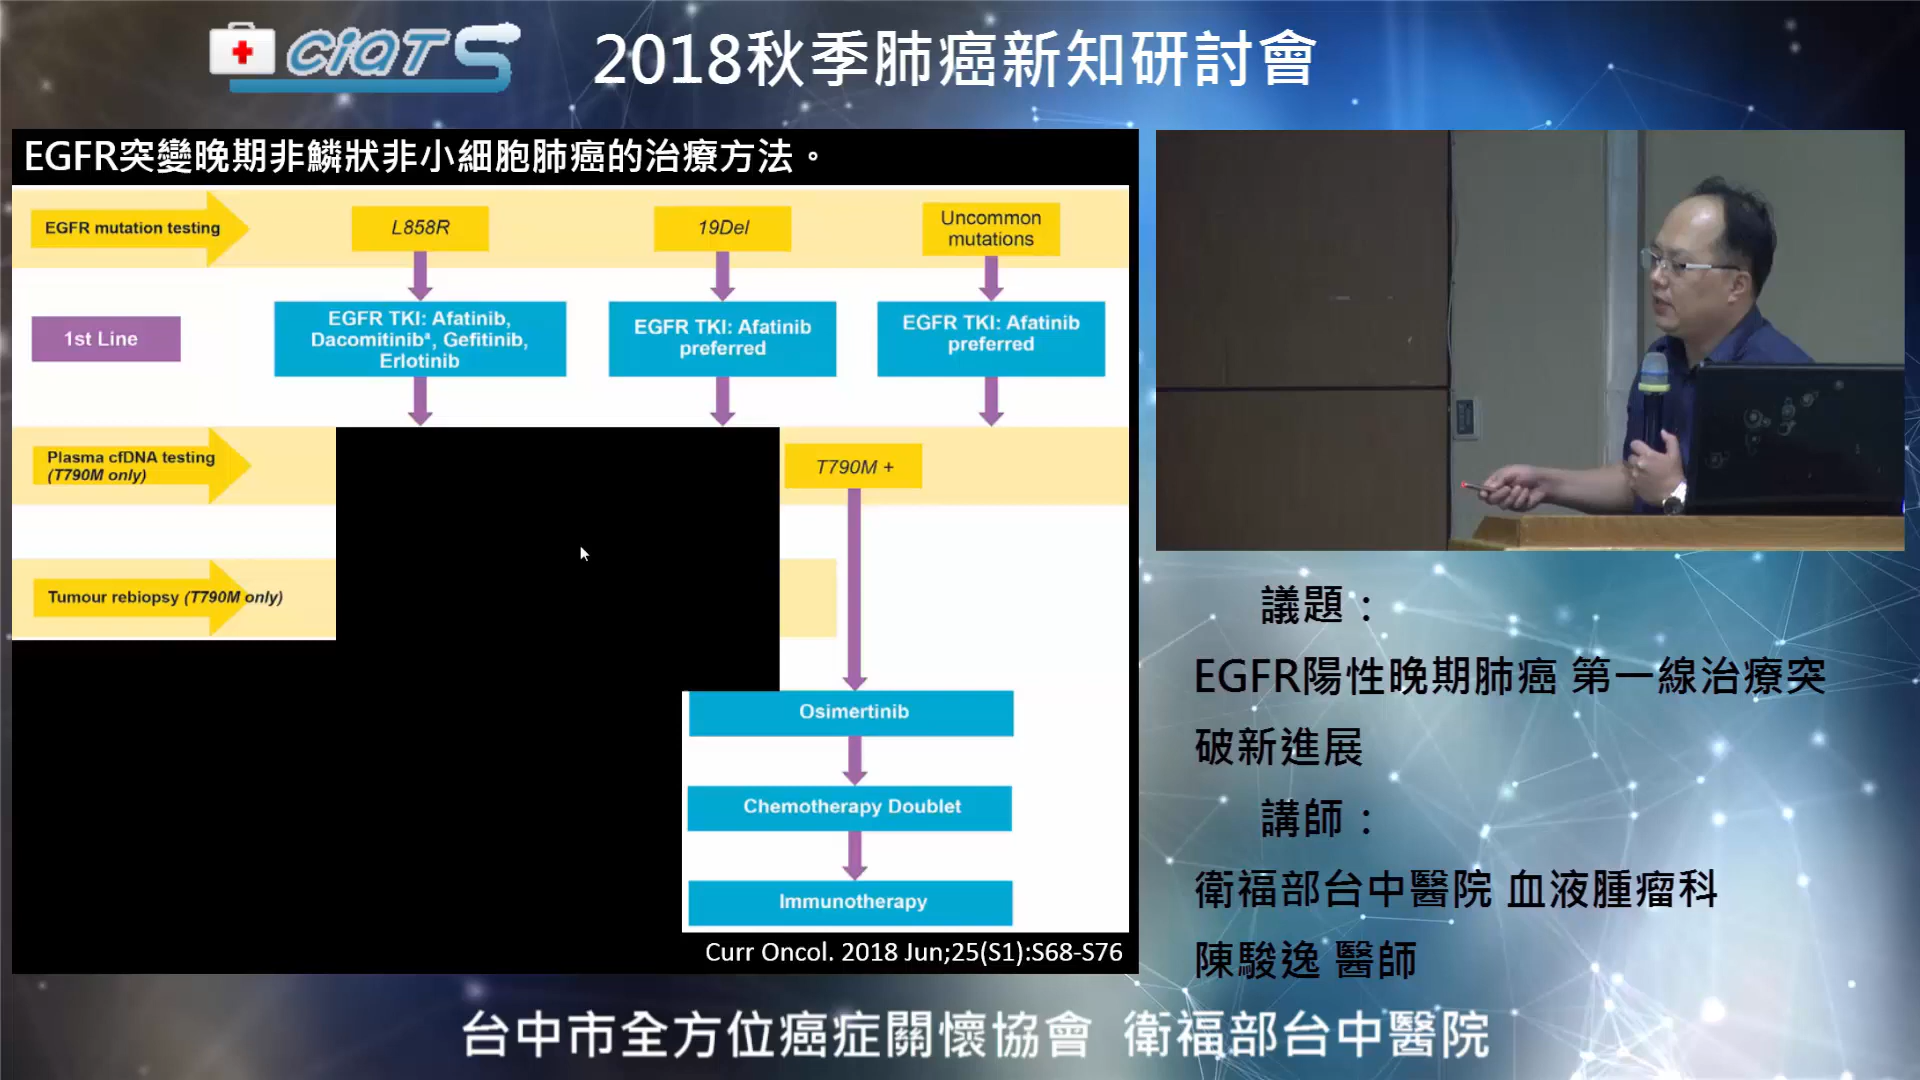 CiQTS
2018秋季肺癌新知研討會
EGFR突變晚期非鱗狀非小細胞肺癌的治療方法。
EGFR mutation testing
L858R
19Del
Uncommon
mutations
1st Line
EGFR TKI: Afatinib,
Dacomitinibª, Gefitinib,
Erlotinib
EGFR TKI: Afatinib
preferred
EGFR TKI: Afatinib
preferred
Plasma cfDNA testing
(T790M only)
T790M +
Tumour rebiopsy (T790M only)
Osimertinib
Chemotherapy Doublet
Immunotherapy
Curr Oncol. 2018 Jun;25(S1):S68-S76
議題：
EGFR陽性晚期肺癌 第一線治療突
破新進展
講師：
衛福部台中醫院 血液腫瘤科
陳駿逸 醫師
台中市全方位癌症關懷協會 衛福部台中醫院